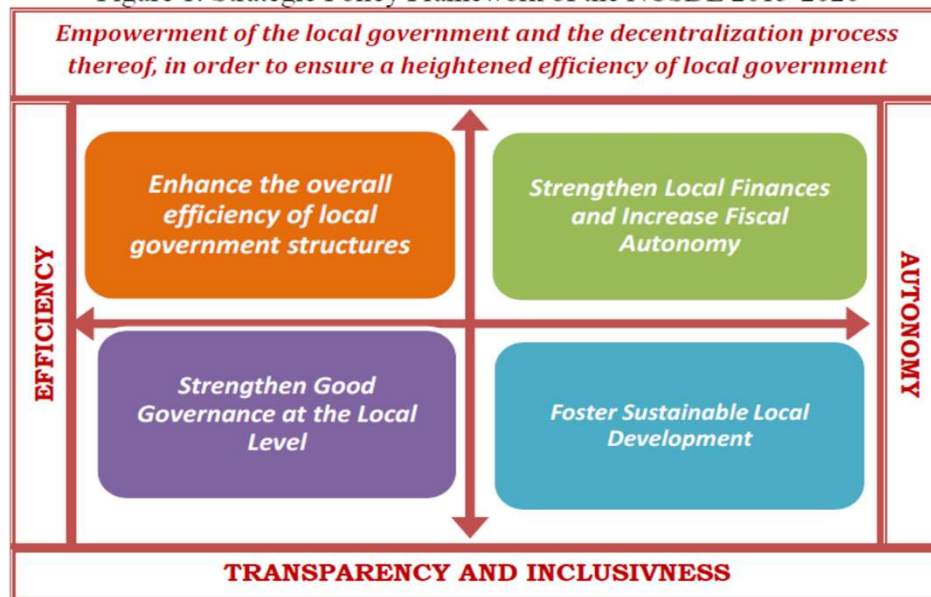 Empowerment of the local government and the decentralization process
thereof, in order to ensure a heightened efficiency of local government
EFFICIENCY
Enhance the overall
efficiency of local
government structures
Strengthen Local Finances
and Increase Fiscal
Autonomy
Strengthen Good
Governance at the Local
Level
Foster Sustainable Local
Development
AUTONOMY
TRANSPARENCY AND INCLUSIVNESS